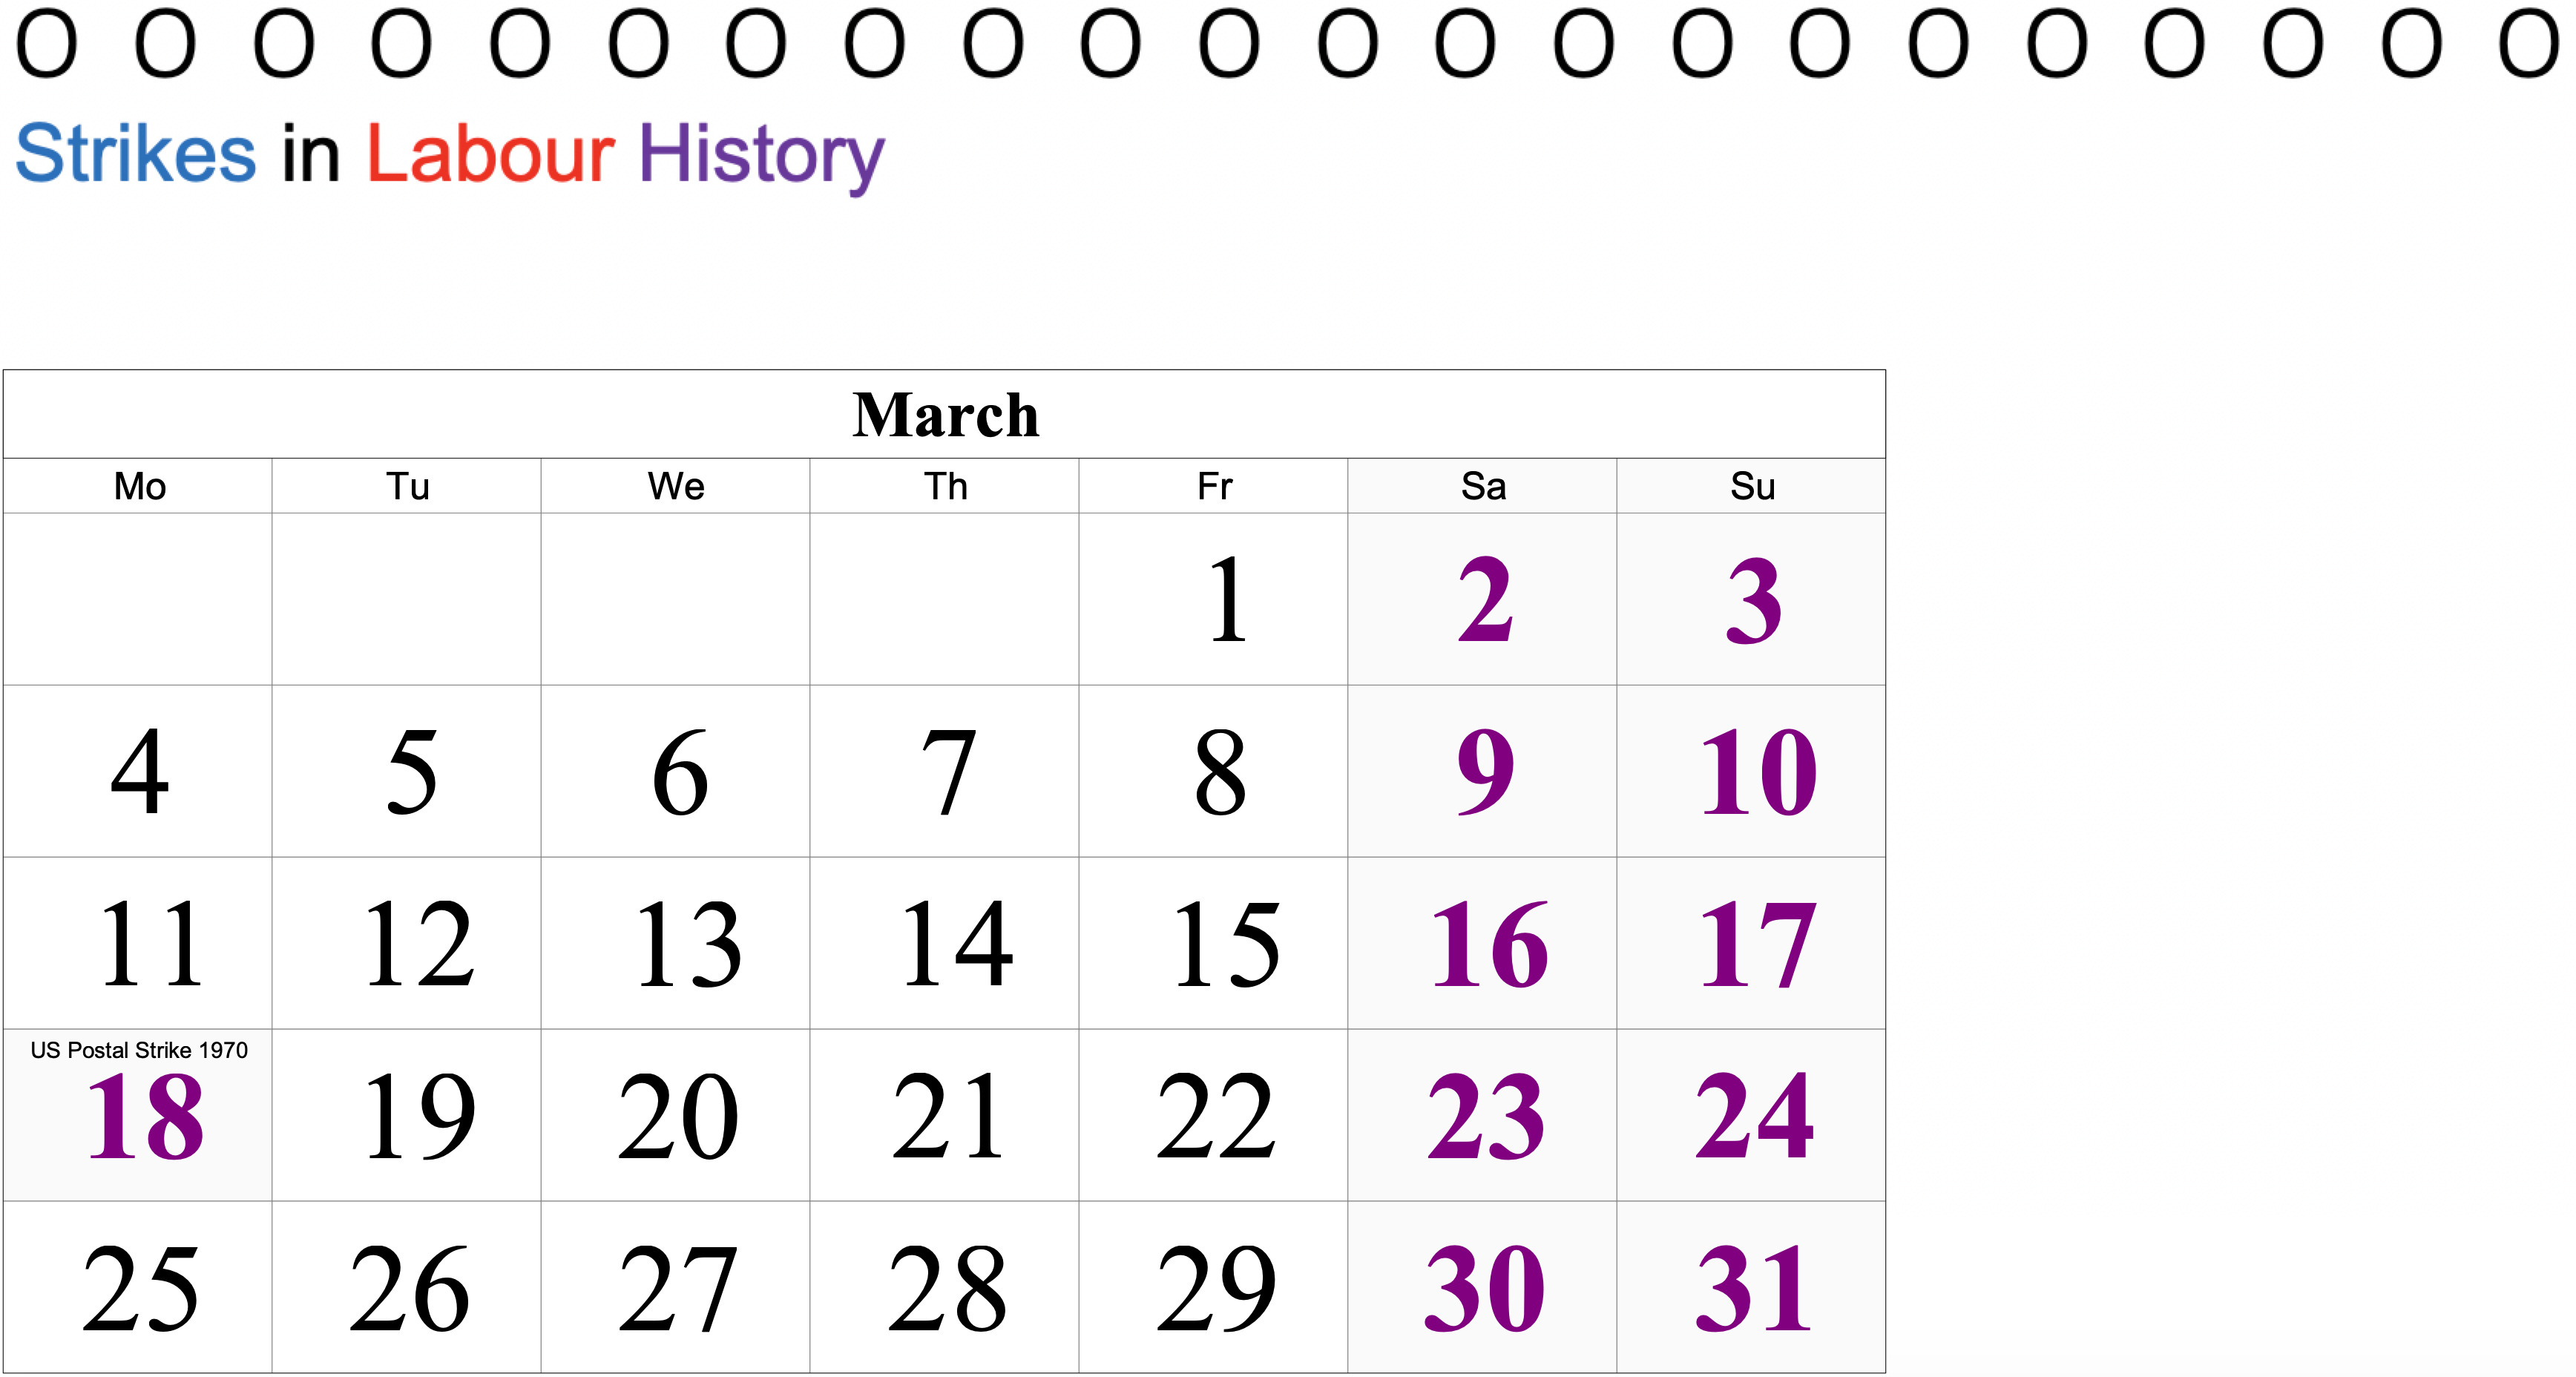 O O O O O O O O O O O O O O O O O O O O O O
Strikes in Labour History
March
Mo Tu We Th Fr Sa Su
1 2 3
4 5 6 7 8 9 10
11 12 13 14 15 16 17
US Postal Strike 1970
18 19 20 21 22 23 24
25 26 27 28 29 30 31